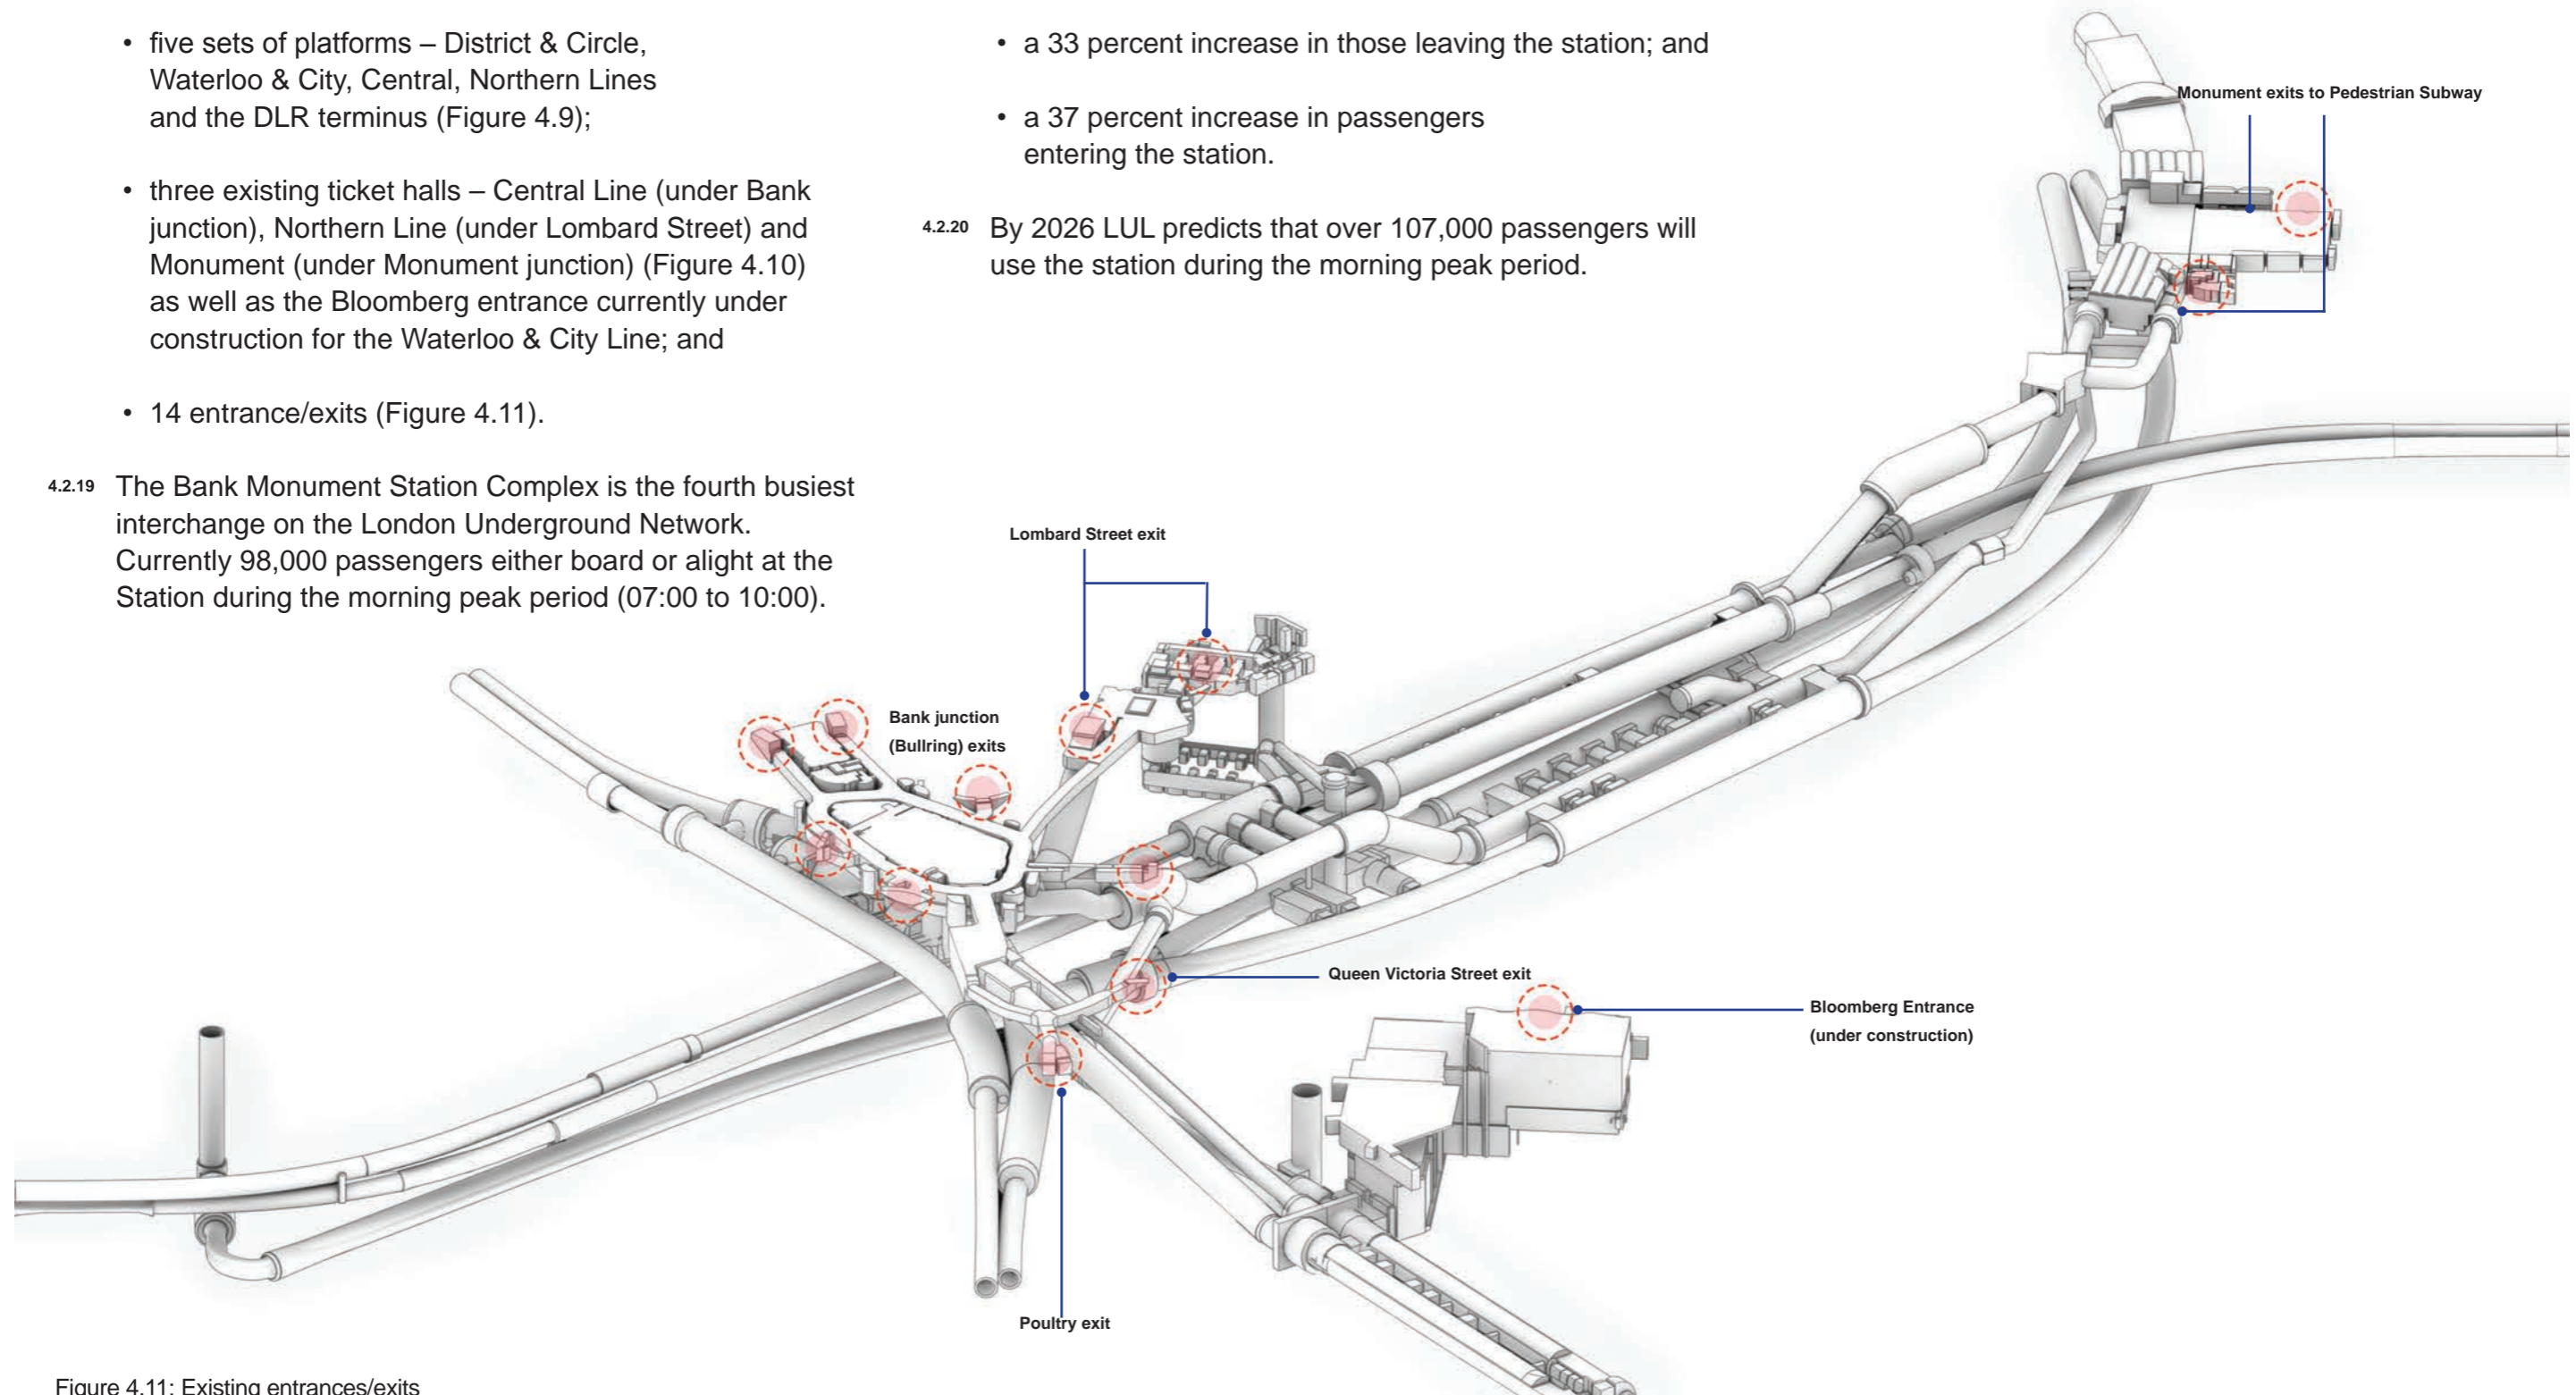 • five sets of platforms – District & Circle,
Waterloo & City, Central, Northern Lines
and the DLR terminus (Figure 4.9);
• three existing ticket halls – Central Line (under Bank
junction), Northern Line (under Lombard Street) and
Monument (under Monument junction) (Figure 4.10)
as well as the Bloomberg entrance currently under
construction for the Waterloo & City Line; and
• 14 entrance/exits (Figure 4.11).
4.2.19 The Bank Monument Station Complex is the fourth busiest
interchange on the London Underground Network.
Currently 98,000 passengers either board or alight at the
Station during the morning peak period (07:00 to 10:00).
• a 33 percent increase in those leaving the station; and
• a 37 percent increase in passengers
entering the station.
4.2.20 By 2026 LUL predicts that over 107,000 passengers will
use the station during the morning peak period.
Monument exits to Pedestrian Subway
Lombard Street exit
Bank junction
(Bullring) exits
Queen Victoria Street exit
Bloomberg Entrance
(under construction)
Poultry exit
Figure 4.11: Existing entrances/exits